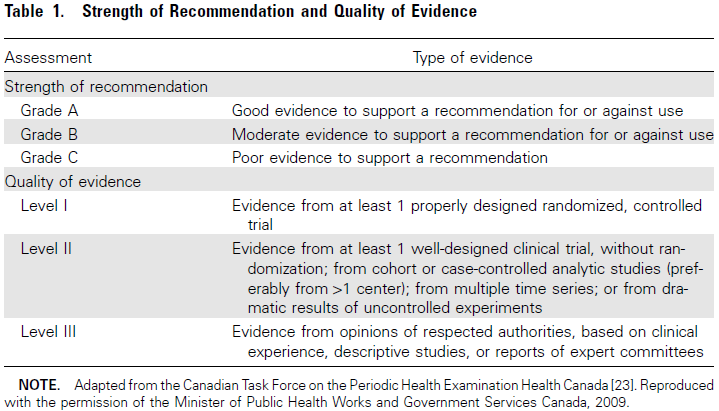 Table 1. Strength of Recommendation and Quality of Evidence
Assessment Type of evidence
Strength of recommendation
Grade A Good evidence to support a recommendation for or against use
Grade B Moderate evidence to support a recommendation for or against use
Grade C Poor evidence to support a recommendation
Quality of evidence
Level I Evidence from at least 1 properly designed randomized, controlled
trial
Level II Evidence from at least 1 well-designed clinical trial, without ran-
domization; from cohort or case-controlled analytic studies (pref-
erably from >1 center); from multiple time series; or from dra-
matic results of uncontrolled experiments
Level III Evidence from opinions of respected authorities, based on clinical
experience, descriptive studies, or reports of expert committees
NOTE. Adapted from the Canadian Task Force on the Periodic Health Examination Health Canada [23]. Reproduced
with the permission of the Minister of Public Health Works and Government Services Canada, 2009.